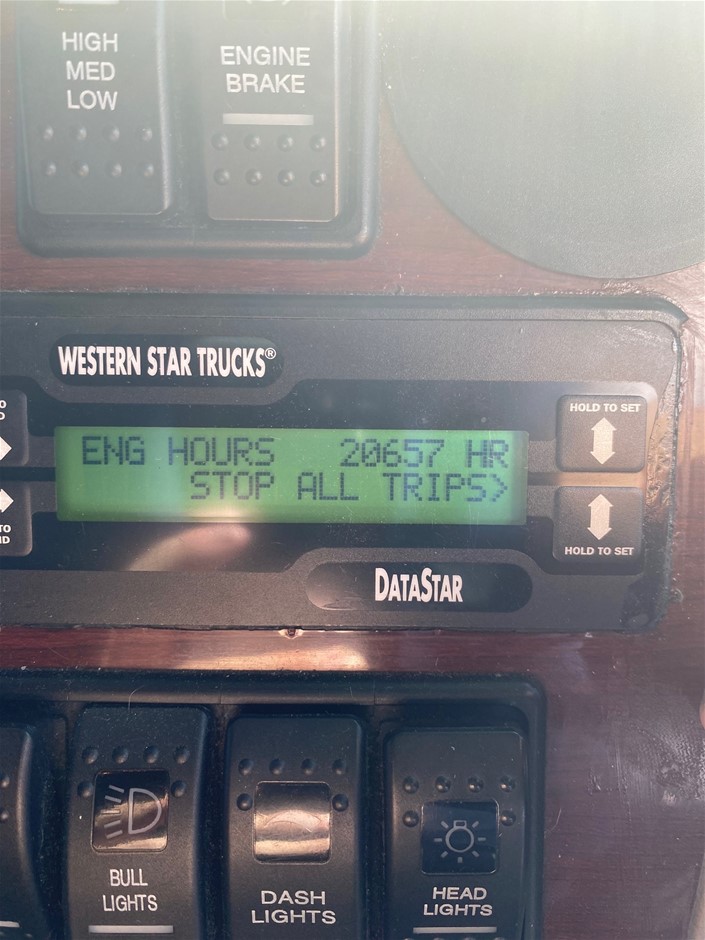 HIGH
MED
LOW
ENGINE
BRAKE
WESTERN STAR TRUCKS®
HOLD TO SET
ENG HOURS 20657 HR
STOP ALL TRIPS>
HOLD TO SET
DATASTAR
BULL
LIGHTS
DASH
LIGHTS
HEAD
LIGHTS